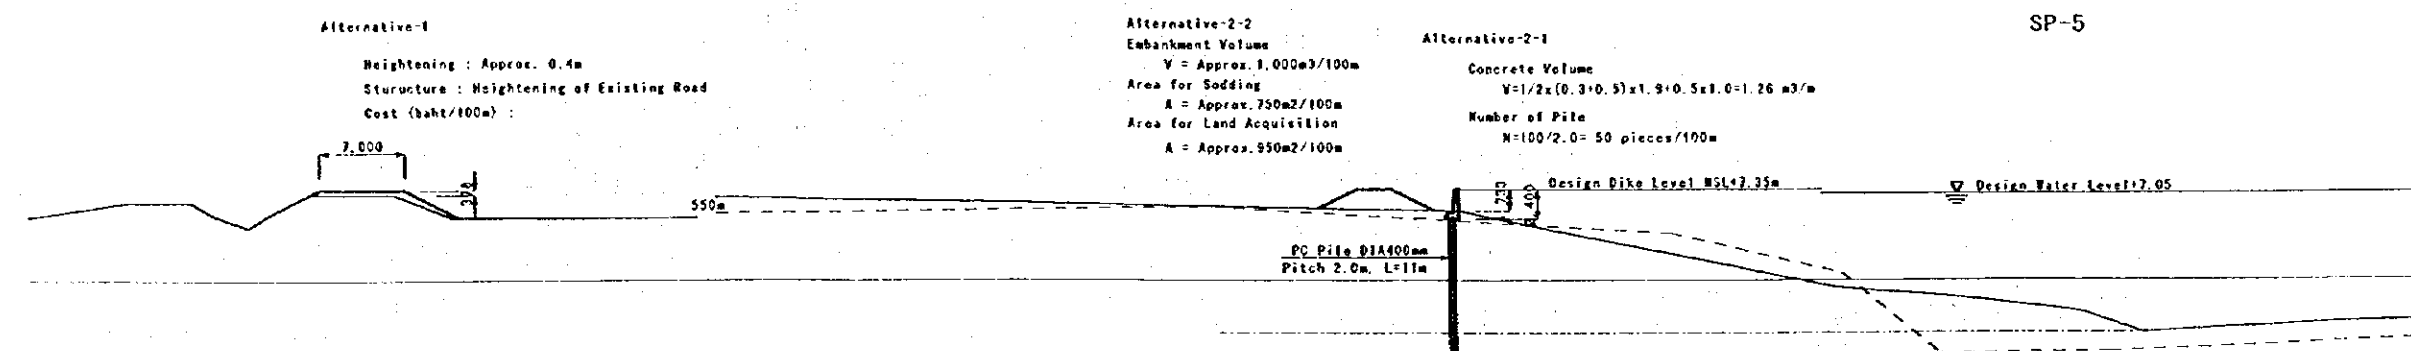 SP-5
Alternative-1
Heightening : Approx. 0.4m
Sturucture : Heightening of Existing Road
Cost (baht/100m) :
7,000
378
550m
Alternative-2-2
Embankment Volume
V = Approx.1,000m3/100m
Area for Sodding
A = Approx.750m2/100m
Area for Land Acquisition
A = Approx.950m2/100m
Alternative-2-1
Concrete Volume
V=1/2x(0.3+0.5)x1.9+0.5x1.0=1.26 m3/m
Number of Pile
N=100/2.0= 50 pieces/100m
Design Dike Level MSL+7.35m
Design Water Level+7.05
PC Pile DIA400mm
Pitch 2.0m, L=11m